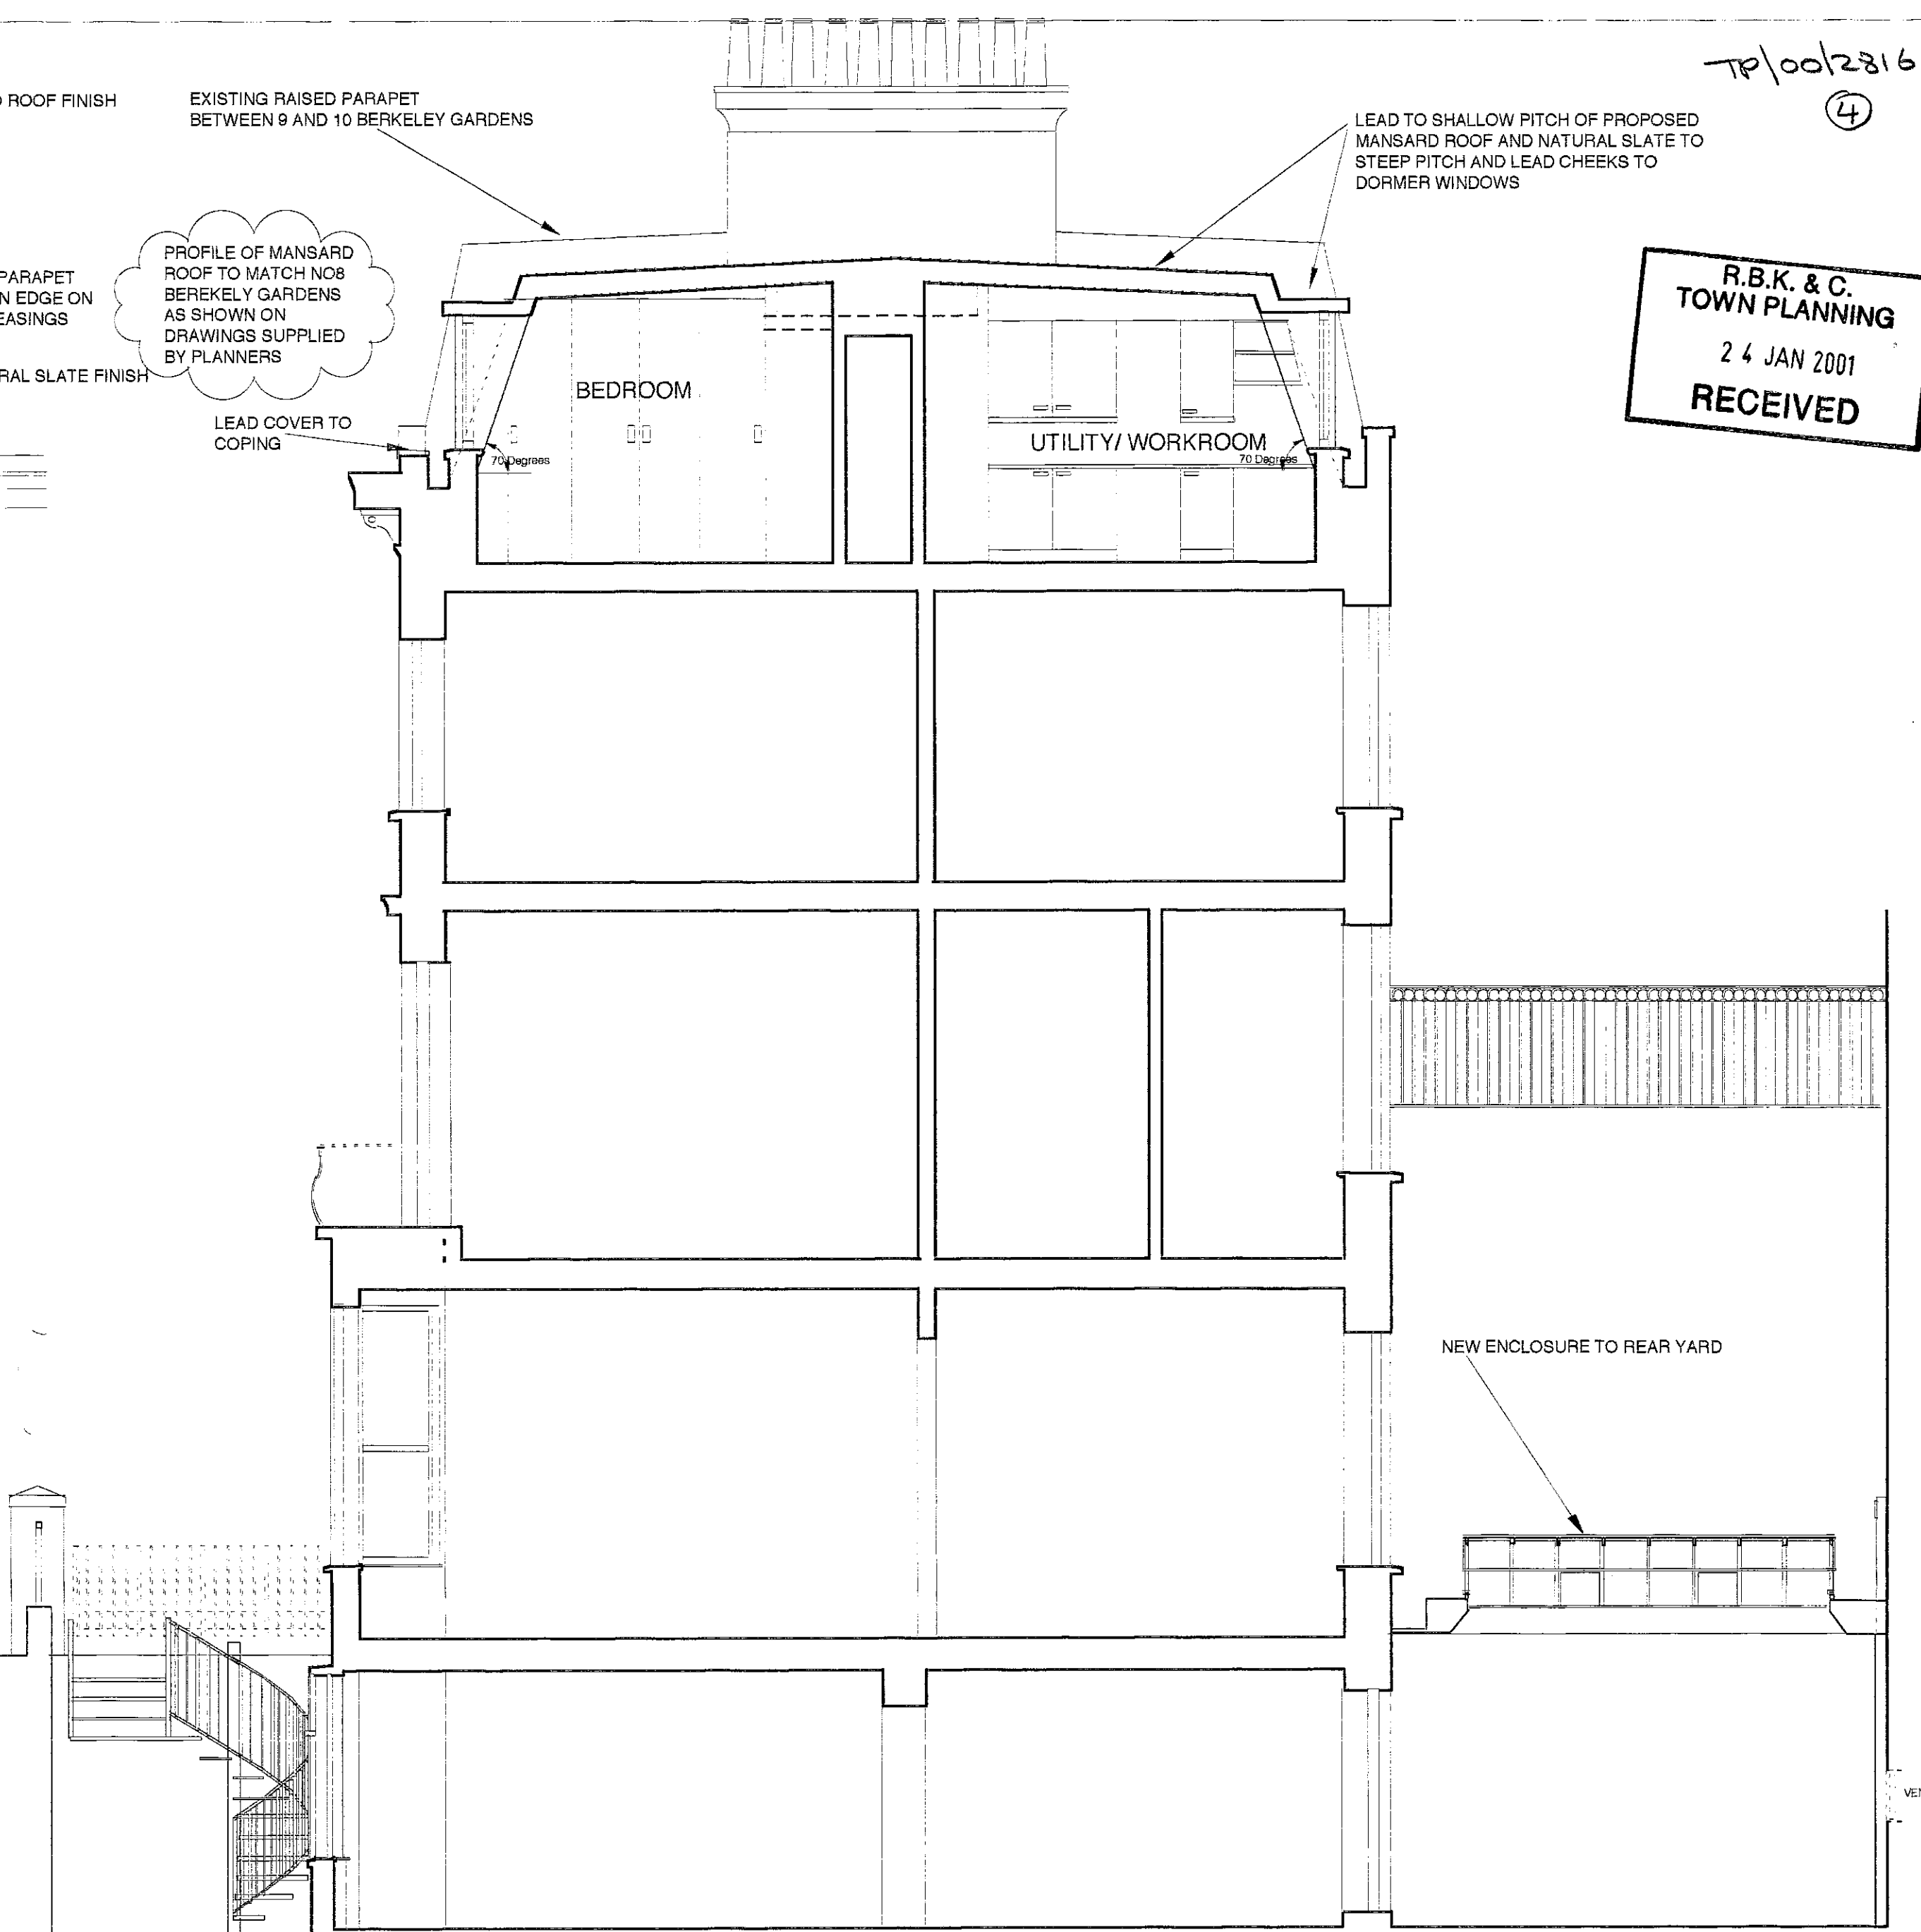 TP/00/2816
4
ROOF FINISH
EXISTING RAISED PARAPET
BETWEEN 9 AND 10 BERKELEY GARDENS
LEAD TO SHALLOW PITCH OF PROPOSED
MANSARD ROOF AND NATURAL SLATE TO
STEEP PITCH AND LEAD CHEEKS TO
DORMER WINDOWS
PROFILE OF MANSARD
ROOF TO MATCH NO8
BEREKELY GARDENS
AS SHOWN ON
DRAWINGS SUPPLIED
BY PLANNERS
PARAPET
N EDGE ON
EASINGS
RAL SLATE FINISH
R.B.K. & C.
TOWN PLANNING
24 JAN 2001
RECEIVED
LEAD COVER TO
COPING
BEDROOM
UTILITY/ WORKROOM
70 Degrees
70 Degrees
NEW ENCLOSURE TO REAR YARD
VEN